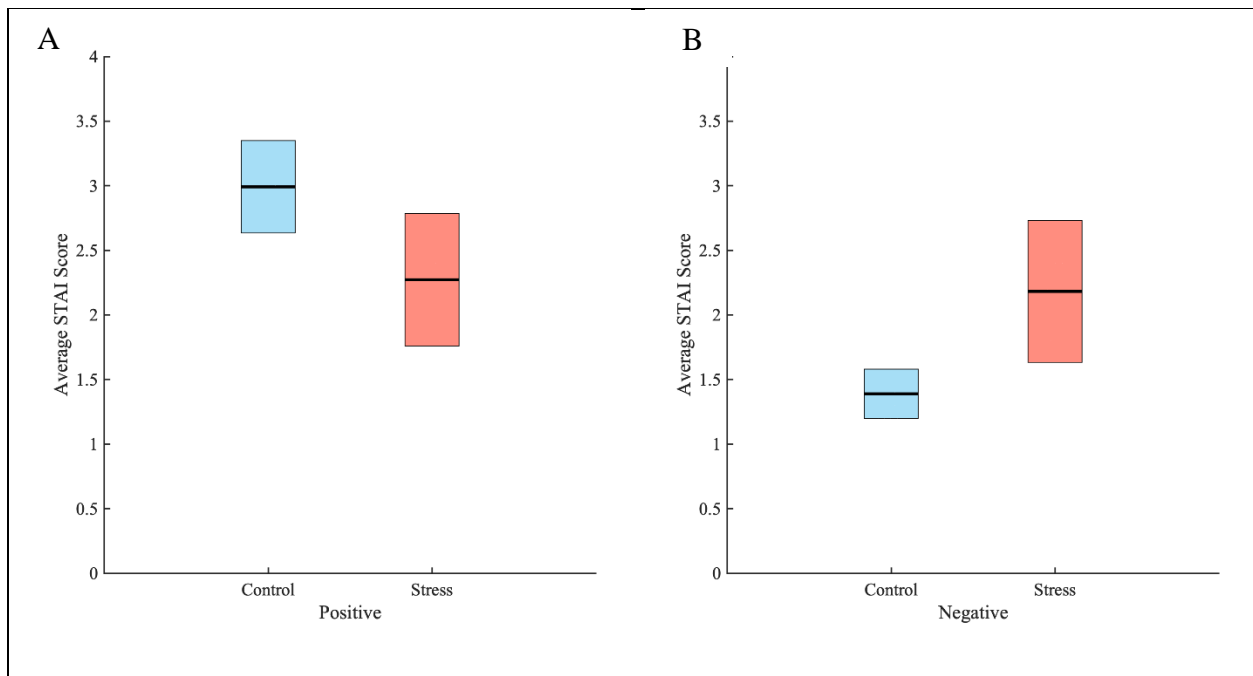 A
4
3.5
3
2.5
2
1.5
1
0.5
0
Average STAI Score
Control Stress
Positive
B
3.5
3
2.5
2
1.5
1
0.5
0
Average STAI Score
Control Stress
Negative